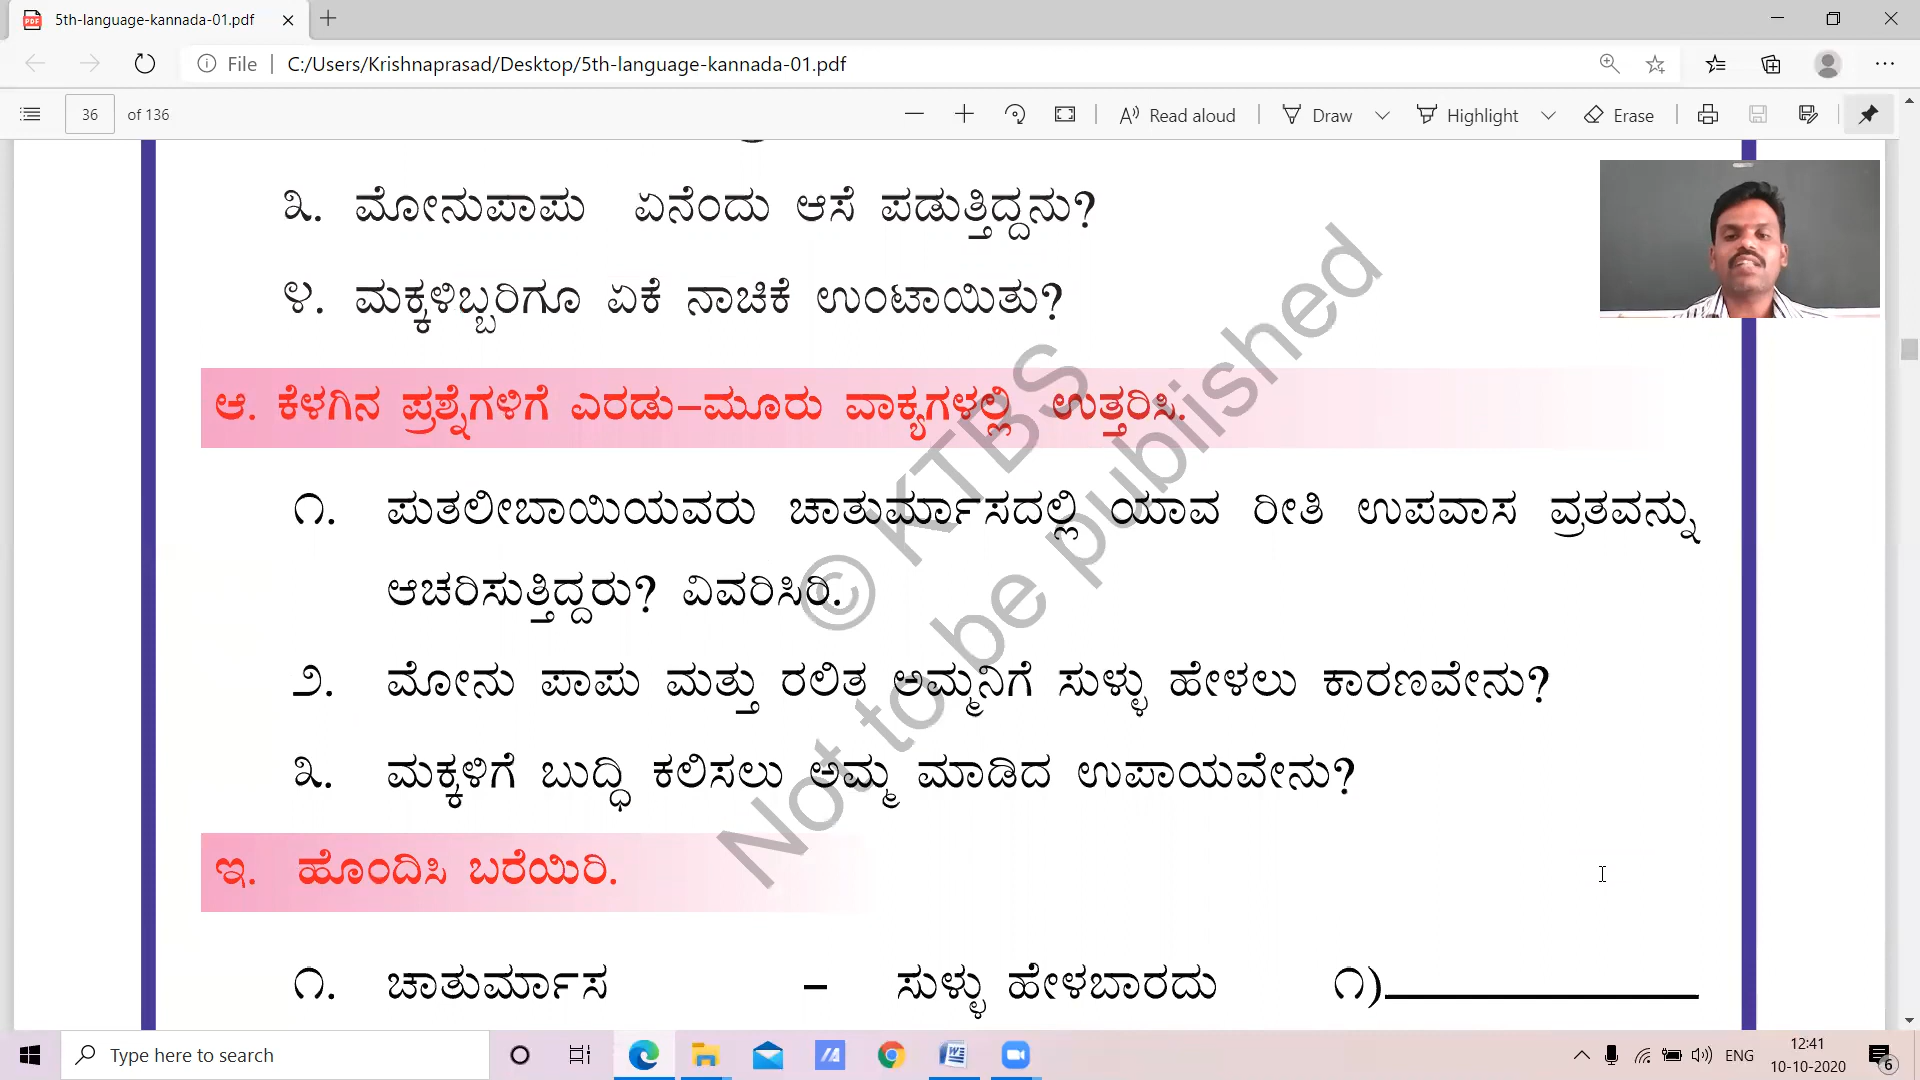 5th-language-kannada-01.pdf
File
C:/Users/Krishnaprasad/Desktop/5th-language-kannada-01.pdf
36 of 136
Read aloud
Draw
Highlight
Erase
೩. ಮೋನುಪಾಪು ಏನೆಂದು ಆಸೆ ಪಡುತ್ತಿದ್ದನು?
೪. ಮಕ್ಕಳಿಬ್ಬರಿಗೂ ಏಕೆ ನಾಚಿಕೆ ಉಂಟಾಯಿತು?
ಆ. ಕೆಳಗಿನ ಪ್ರಶ್ನೆಗಳಿಗೆ ಎರಡು–ಮೂರು ವಾಕ್ಯಗಳಲ್ಲಿ ಉತ್ತರಿಸಿ.
೧. ಪುತಲೀಬಾಯಿಯವರು ಚಾತುರ್ಮಾಸದಲ್ಲಿ ಯಾವ ರೀತಿ ಉಪವಾಸ ವ್ರತವನ್ನು
ಆಚರಿಸುತ್ತಿದ್ದರು? ವಿವರಿಸಿರಿ.
೨. ಮೋನು ಪಾಪು ಮತ್ತು ರಲಿತ ಅಮ್ಮನಿಗೆ ಸುಳ್ಳು ಹೇಳಲು ಕಾರಣವೇನು?
೩. ಮಕ್ಕಳಿಗೆ ಬುದ್ಧಿ ಕಲಿಸಲು ಅಮ್ಮ ಮಾಡಿದ ಉಪಾಯವೇನು?
ಇ. ಹೊಂದಿಸಿ ಬರೆಯಿರಿ.
೧. ಚಾತುರ್ಮಾಸ – ಸುಳ್ಳು ಹೇಳಬಾರದು ೧)
© KTBS
Not to be published
Type here to search
ENG
12:41
10-10-2020
6